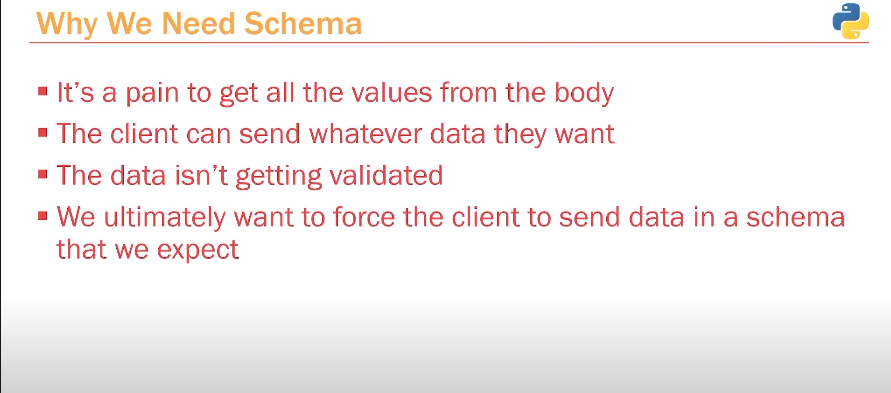 Why We Need Schema
▪ It's a pain to get all the values from the body
▪ The client can send whatever data they want
▪ The data isn't getting validated
▪ We ultimately want to force the client to send data in a schema
that we expect